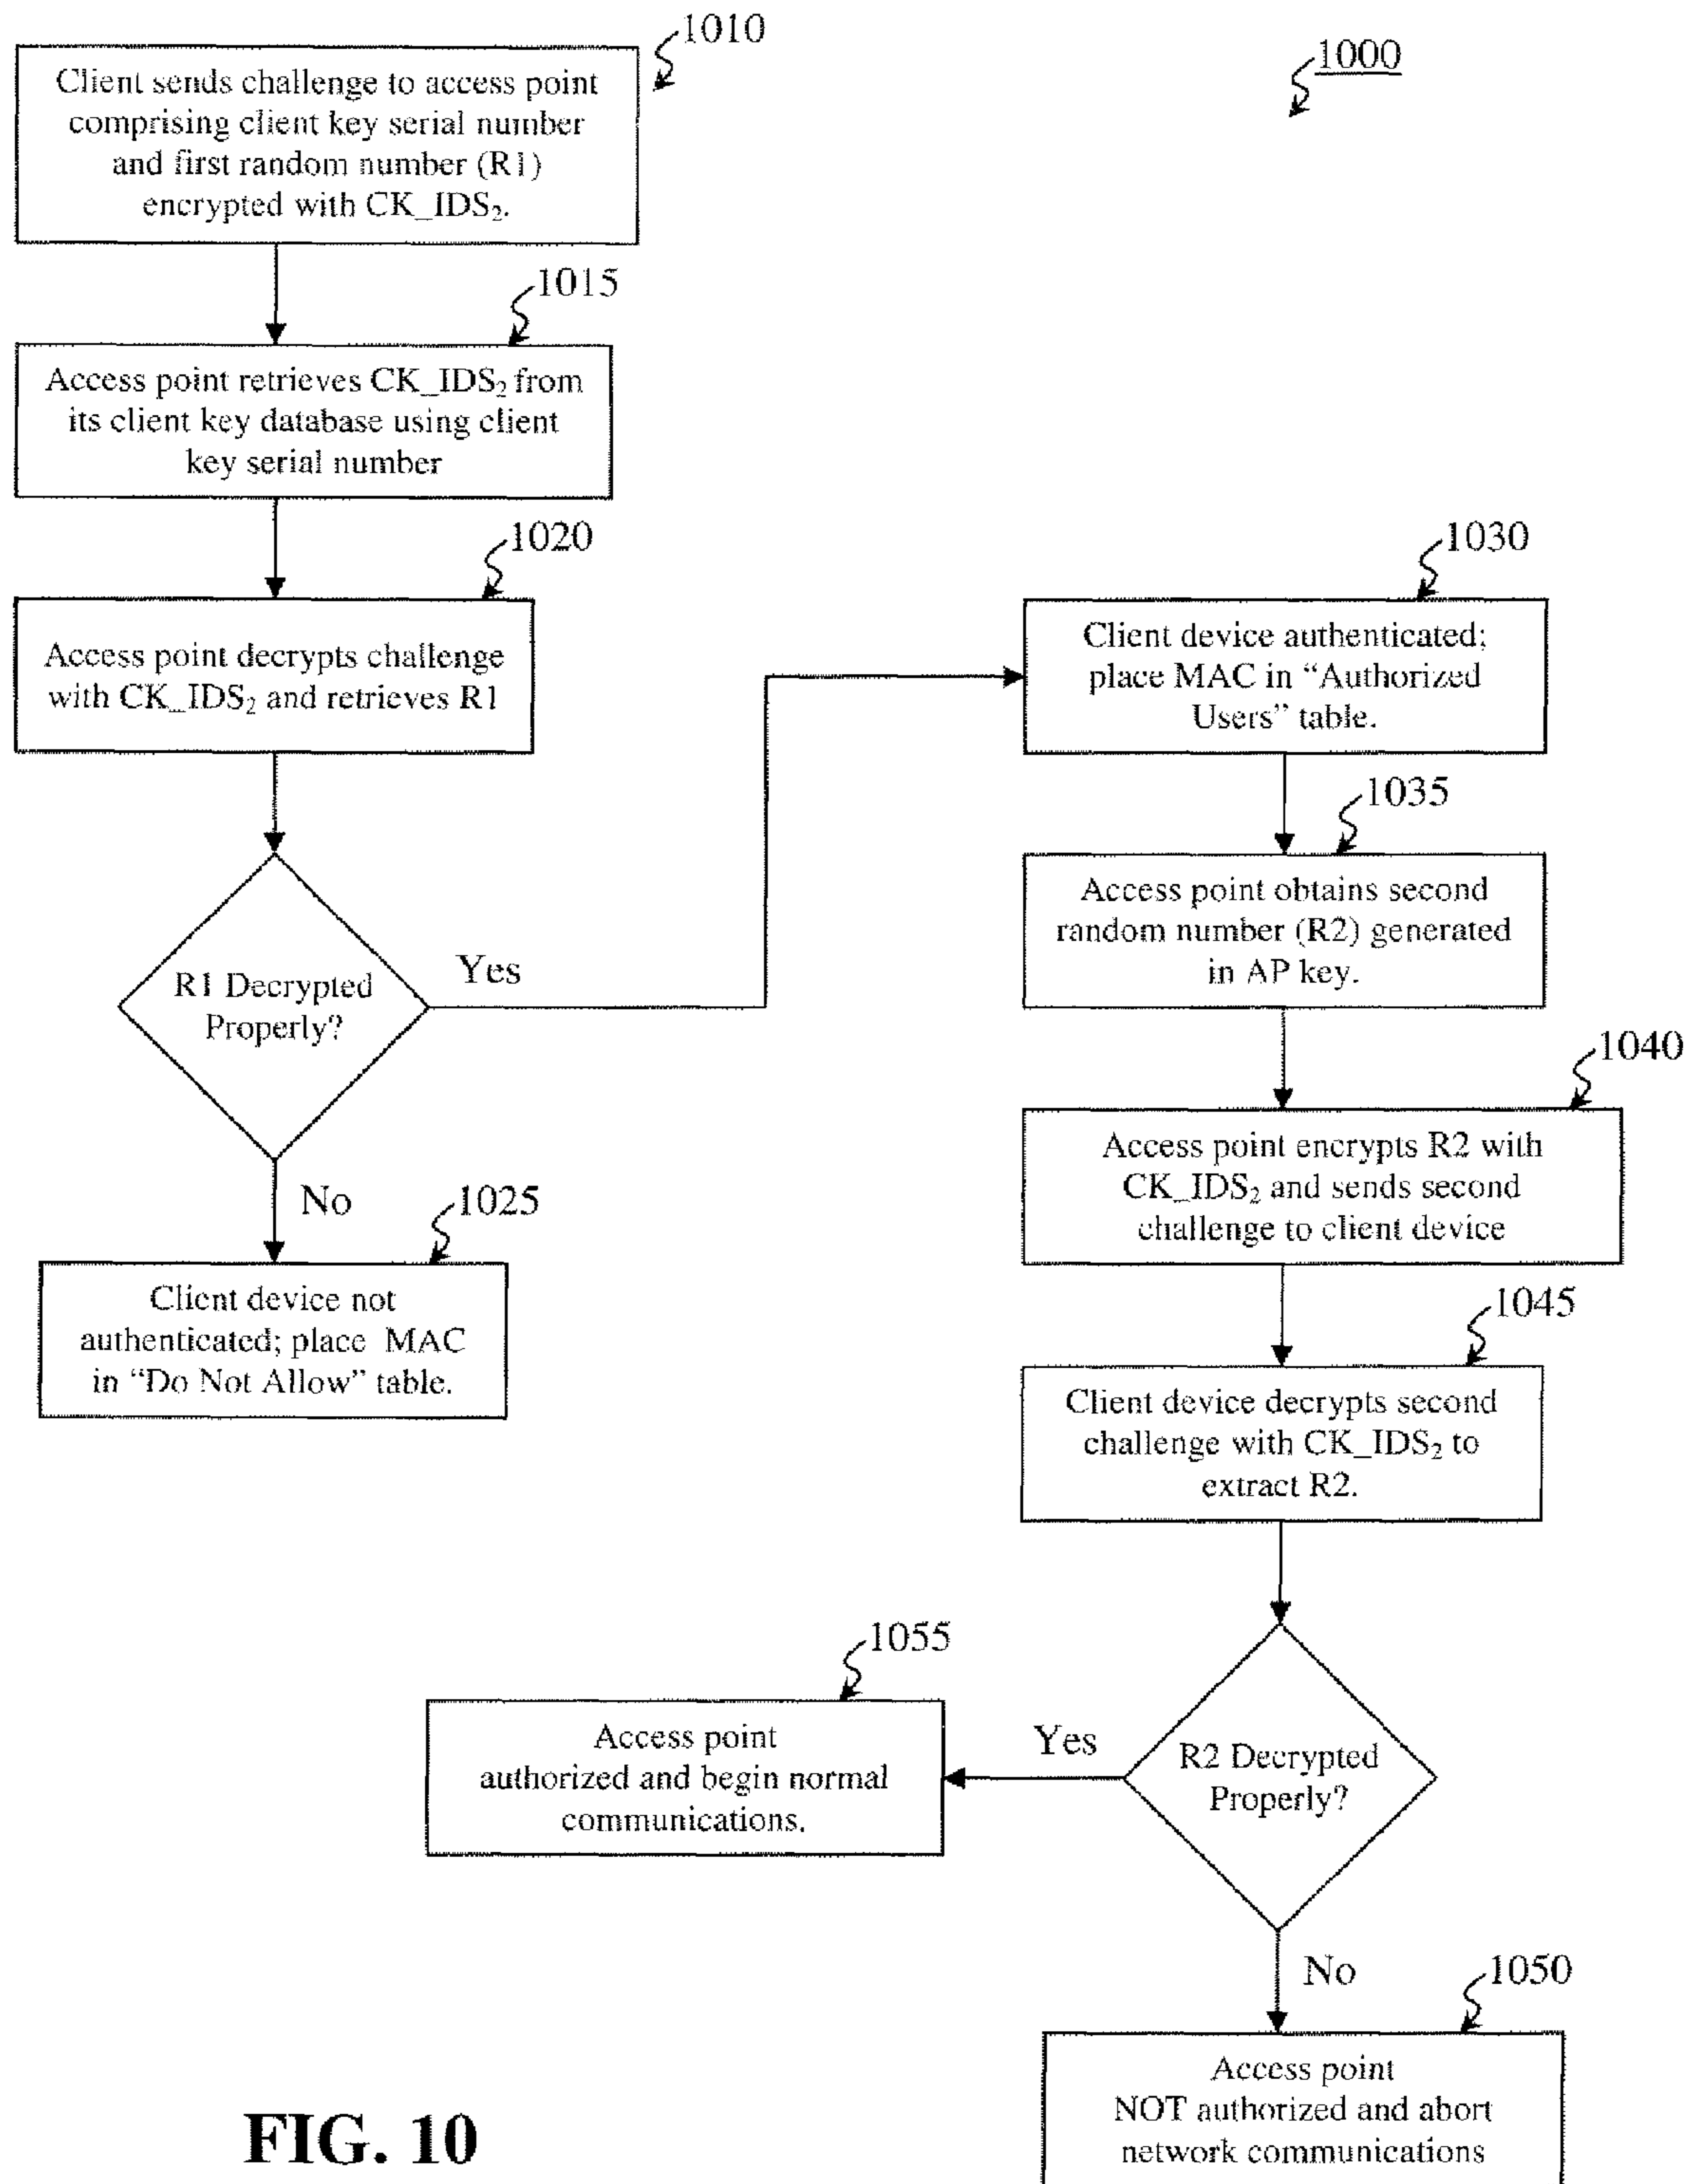 1010
1000
Client sends challenge to access point
comprising client key serial number
and first random number (R1)
encrypted with CK_IDS₂.
1015
Access point retrieves CK_IDS₂ from
its client key database using client
key serial number
1020
Access point decrypts challenge
with CK_IDS₂ and retrieves R1
R1 Decrypted
Properly?
Yes
No
1025
Client device not
authenticated; place MAC
in “Do Not Allow” table.
1030
Client device authenticated;
place MAC in “Authorized
Users” table.
1035
Access point obtains second
random number (R2) generated
in AP key.
1040
Access point encrypts R2 with
CK_IDS₂ and sends second
challenge to client device
1045
Client device decrypts second
challenge with CK_IDS₂ to
extract R2.
R2 Decrypted
Properly?
Yes
1055
Access point
authorized and begin normal
communications.
No
1050
Access point
NOT authorized and abort
network communications
FIG. 10